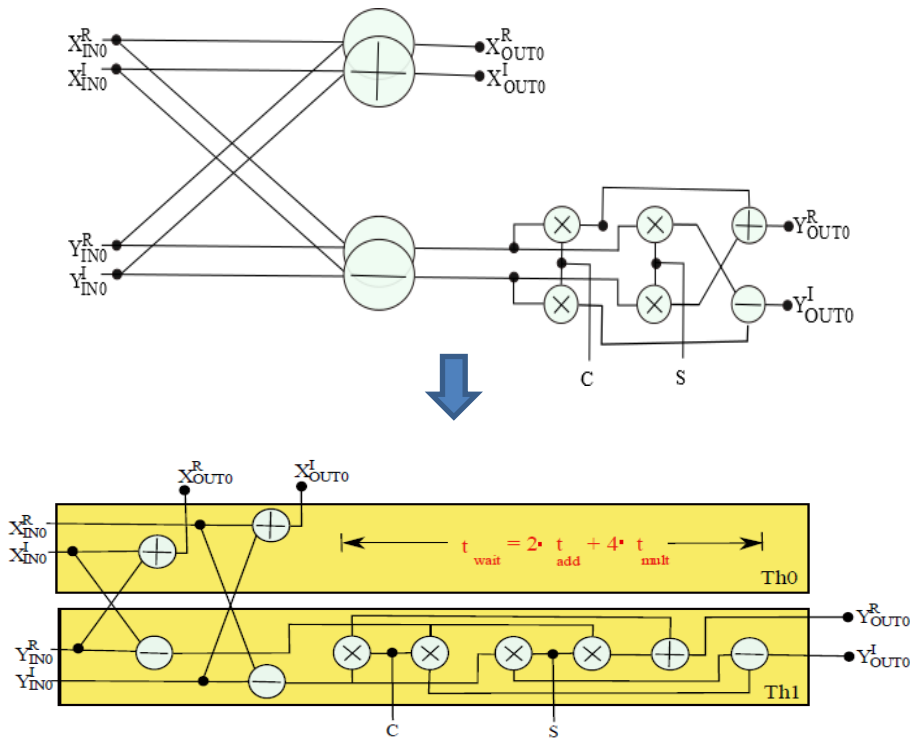 X^R_IN0
X^R_OUT0
X^I_IN0
X^I_OUT0
Y^R_IN0
Y^R_OUT0
Y^I_IN0
Y^I_OUT0
C
S
X^R_OUT0
X^I_OUT0
X^R_IN0
X^I_IN0
t_wait = 2· t_add + 4· t_mult
Th0
Y^R_OUT0
Y^R_IN0
Y^I_OUT0
Y^I_IN0
Th1
C
S